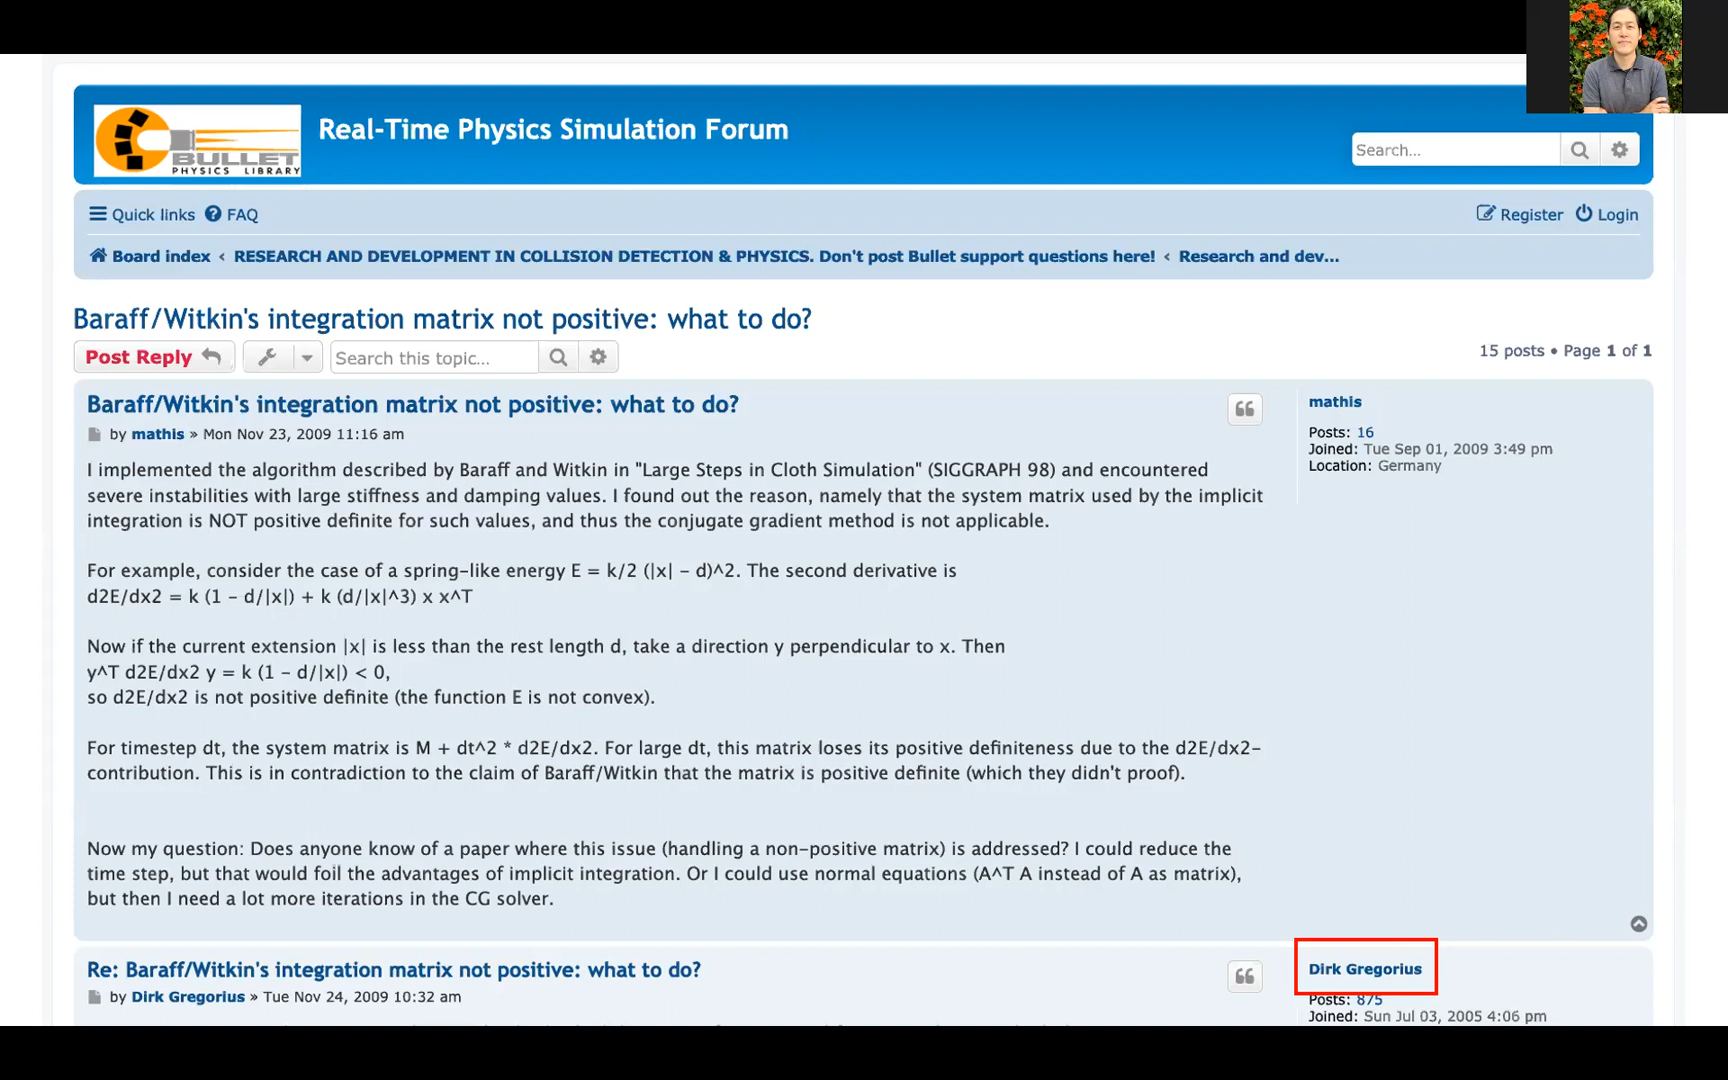 BULLET
PHYSICS LIBRARY
Real-Time Physics Simulation Forum
Search...
Quick links FAQ
Register Login
Board index ‹ RESEARCH AND DEVELOPMENT IN COLLISION DETECTION & PHYSICS. Don't post Bullet support questions here! ‹ Research and dev...
Baraff/Witkin's integration matrix not positive: what to do?
Post Reply
Search this topic...
15 posts • Page 1 of 1
Baraff/Witkin's integration matrix not positive: what to do?
by mathis » Mon Nov 23, 2009 11:16 am
I implemented the algorithm described by Baraff and Witkin in "Large Steps in Cloth Simulation" (SIGGRAPH 98) and encountered
severe instabilities with large stiffness and damping values. I found out the reason, namely that the system matrix used by the implicit
integration is NOT positive definite for such values, and thus the conjugate gradient method is not applicable.
For example, consider the case of a spring-like energy E = k/2 (|x| - d)^2. The second derivative is
d2E/dx2 = k (1 - d/|x|) + k (d/|x|^3) x x^T
Now if the current extension |x| is less than the rest length d, take a direction y perpendicular to x. Then
y^T d2E/dx2 y = k (1 - d/|x|) < 0,
so d2E/dx2 is not positive definite (the function E is not convex).
For timestep dt, the system matrix is M + dt^2 * d2E/dx2. For large dt, this matrix loses its positive definiteness due to the d2E/dx2-
contribution. This is in contradiction to the claim of Baraff/Witkin that the matrix is positive definite (which they didn't proof).
Now my question: Does anyone know of a paper where this issue (handling a non-positive matrix) is addressed? I could reduce the
time step, but that would foil the advantages of implicit integration. Or I could use normal equations (A^T A instead of A as matrix),
but then I need a lot more iterations in the CG solver.
mathis
Posts: 16
Joined: Tue Sep 01, 2009 3:49 pm
Location: Germany
Re: Baraff/Witkin's integration matrix not positive: what to do?
by Dirk Gregorius » Tue Nov 24, 2009 10:32 am
Dirk Gregorius
Posts: 875
Joined: Sun Jul 03, 2005 4:06 pm